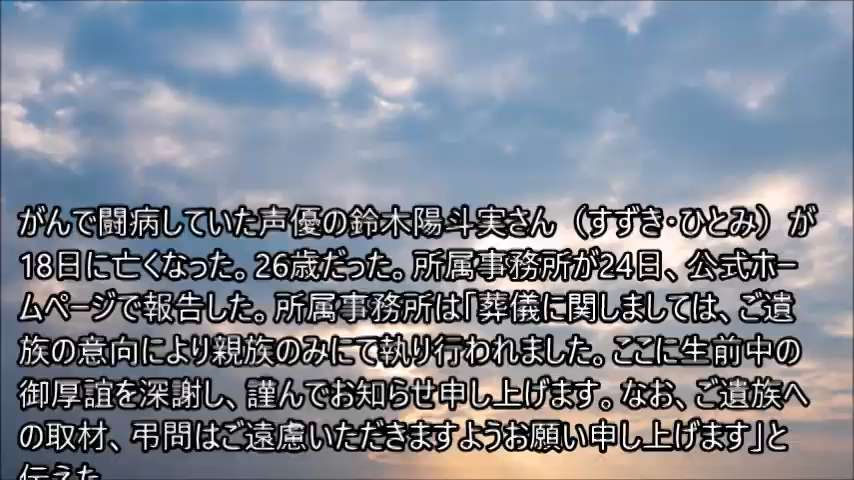 がんで闘病していた声優の鈴木陽斗実さん（すずき・ひとみ）が
18日に亡くなった。26歳だった。所属事務所が24日、公式ホー
ムページで報告した。所属事務所は「葬儀に関しましては、ご遺
族の意向により親族のみにて執り行われました。ここに生前中の
御厚誼を深謝し、謹んでお知らせ申し上げます。なお、ご遺族へ
の取材、弔問はご遠慮いただきますようお願い申し上げます」と
伝えた